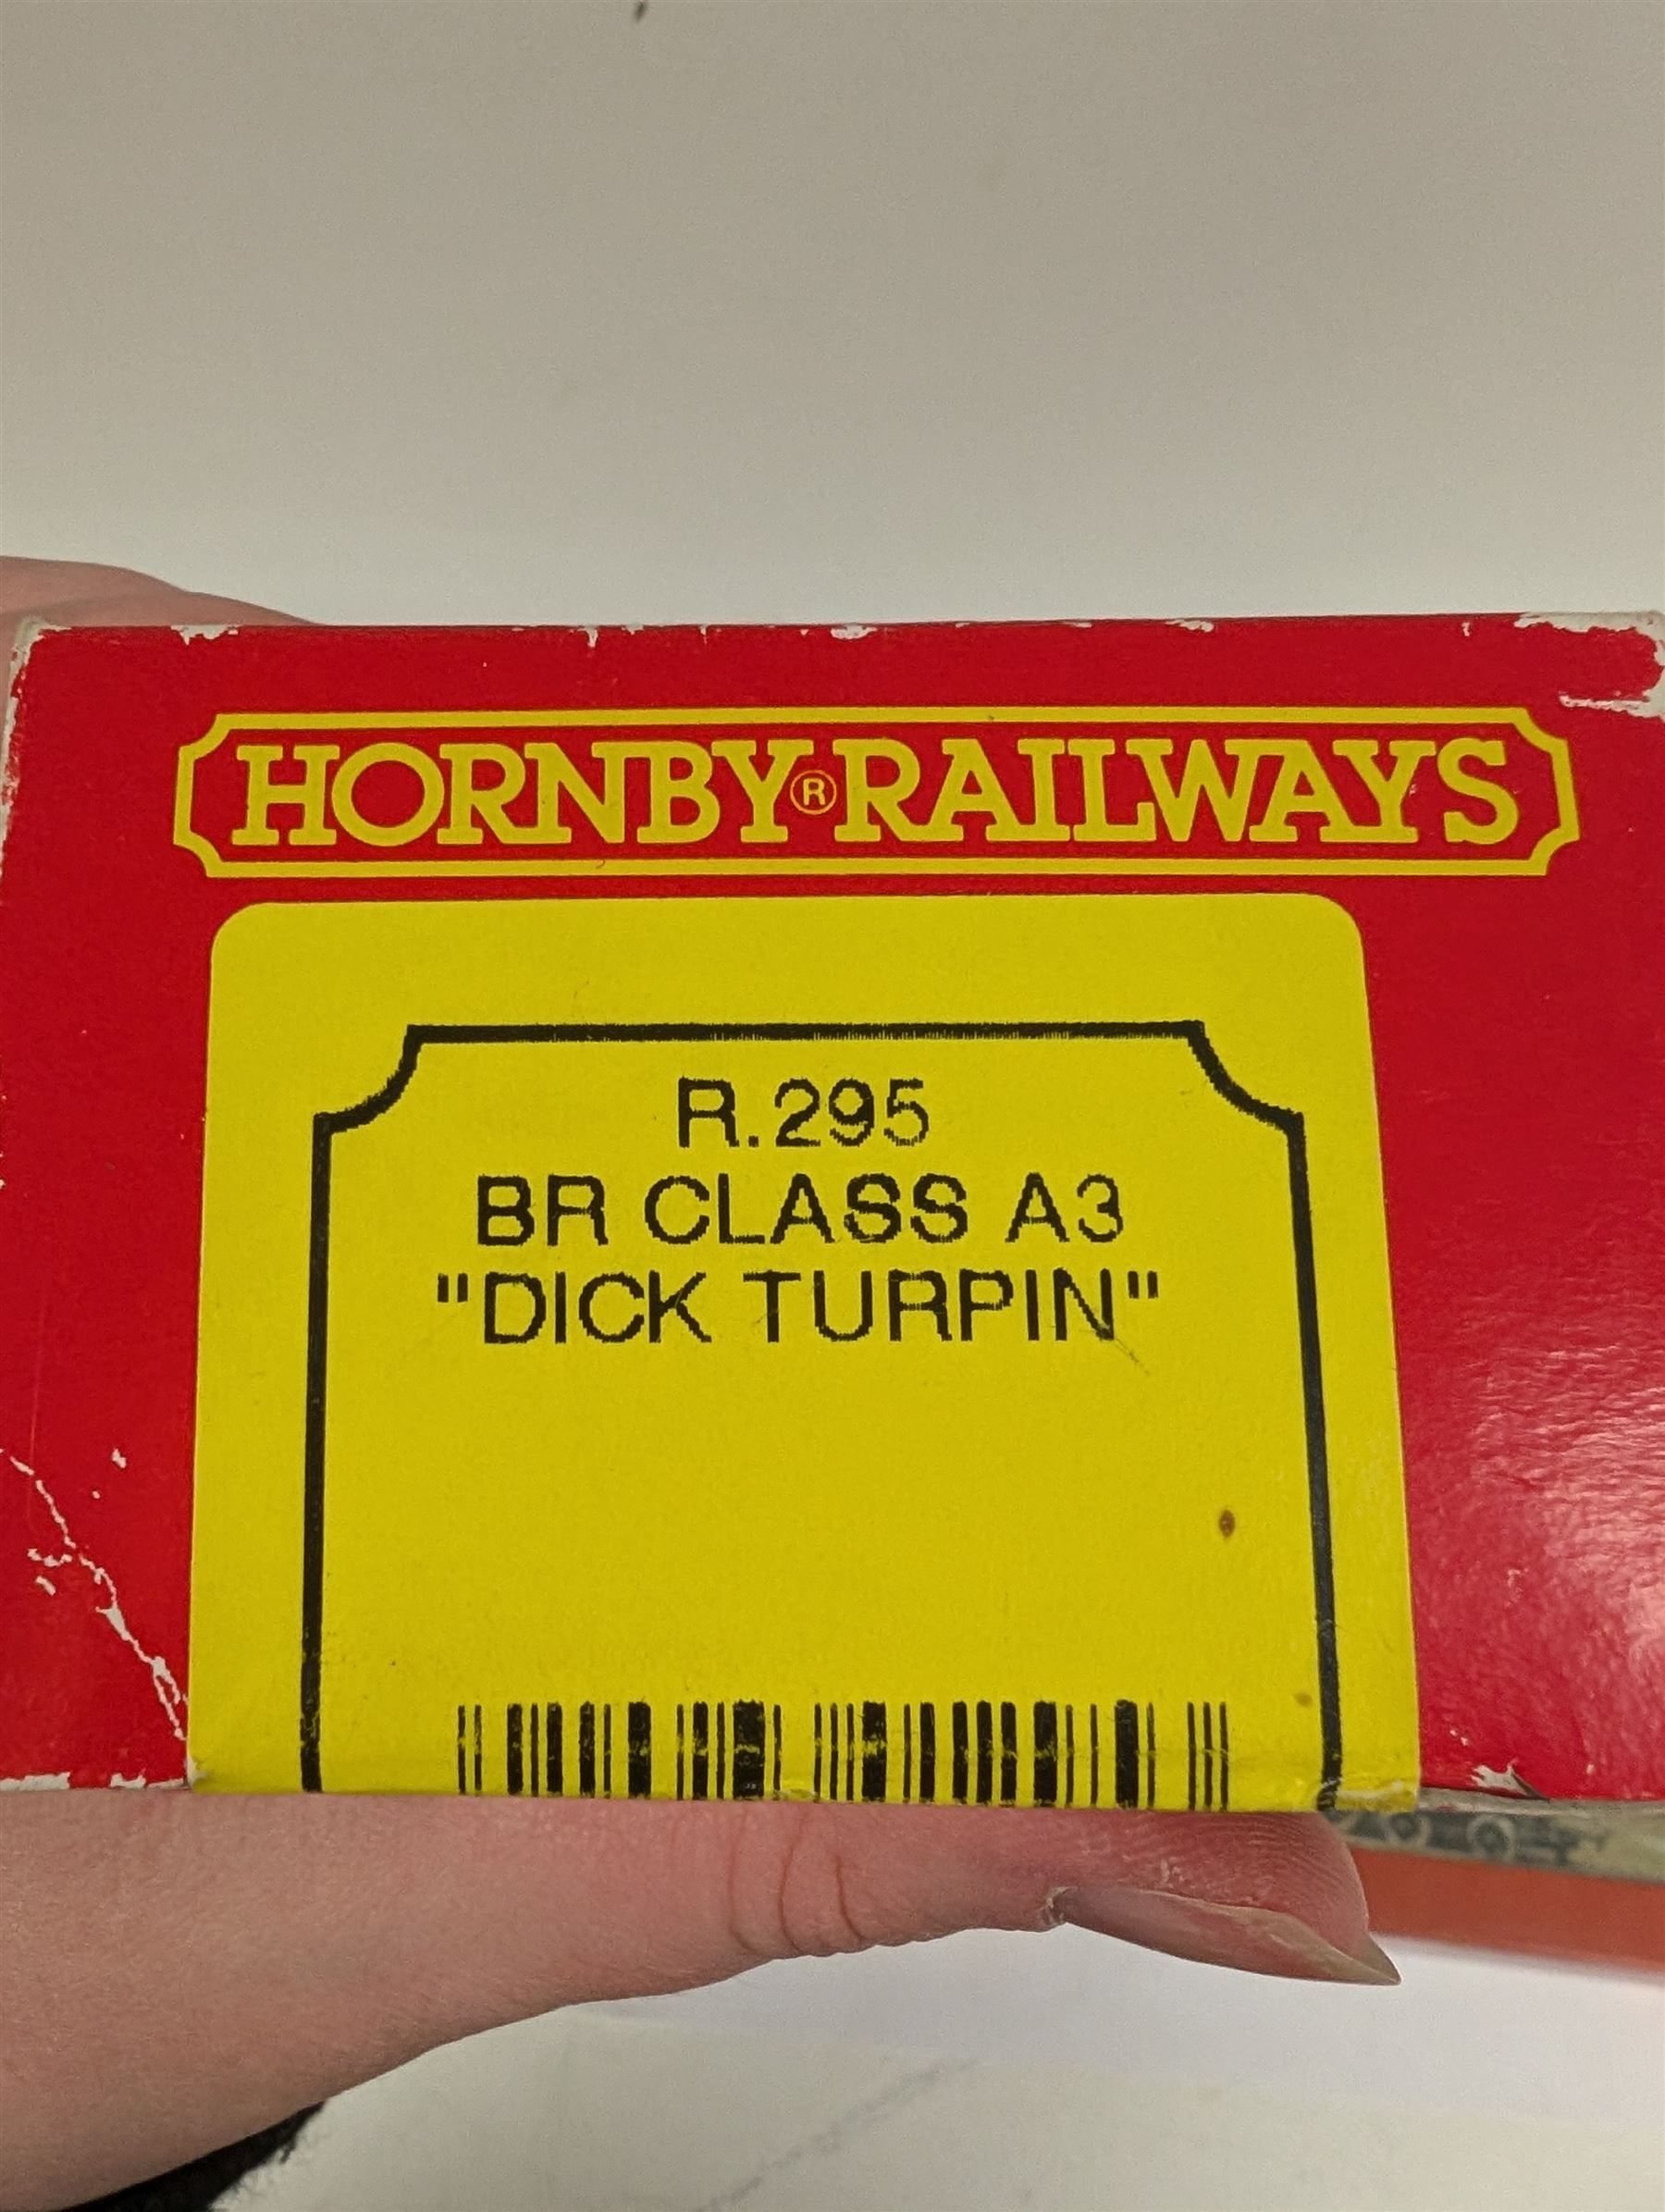 HORNBY®RAILWAYS
R.295
BR CLASS A3
"DICK TURPIN"